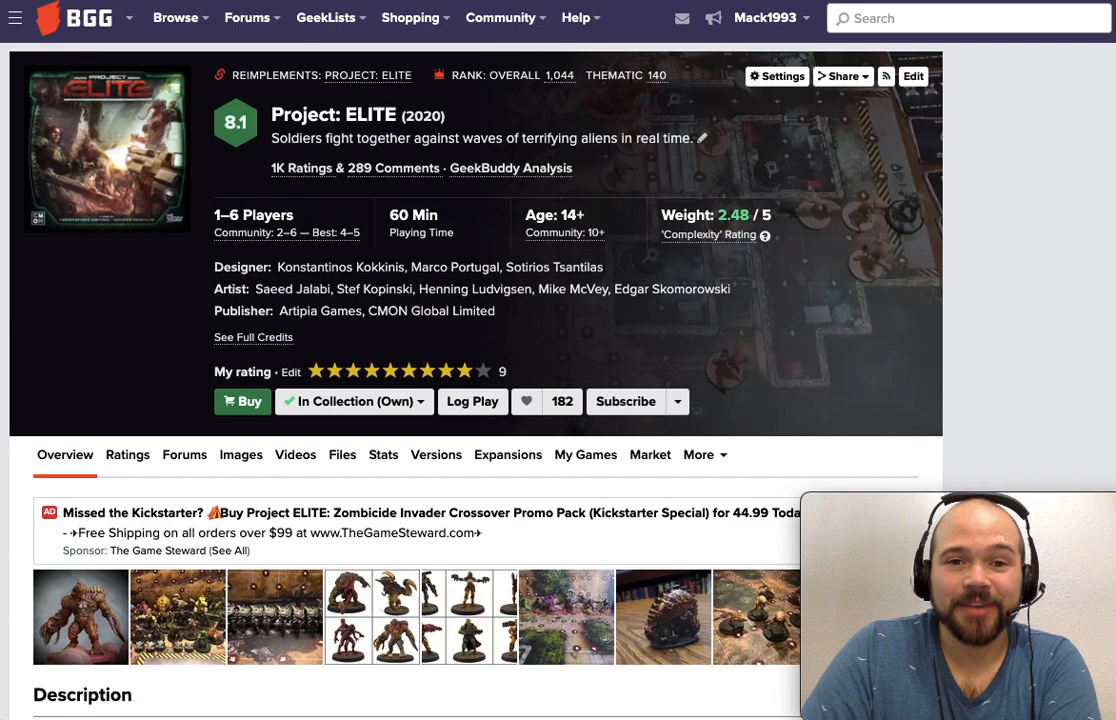 BGG
Browse
Forums
GeekLists
Shopping
Community
Help
Mack1993
Search
PROJECT
ELITE
CMON
REIMPLEMENTS: PROJECT: ELITE
RANK: OVERALL 1,044 THEMATIC 140
Settings
Share
Edit
8.1
Project: ELITE (2020)
Soldiers fight together against waves of terrifying aliens in real time.
1K Ratings & 289 Comments · GeekBuddy Analysis
1–6 Players
Community: 2–6 — Best: 4–5
60 Min
Playing Time
Age: 14+
Community: 10+
Weight: 2.48 / 5
'Complexity' Rating
Designer: Konstantinos Kokkinis, Marco Portugal, Sotirios Tsantilas
Artist: Saeed Jalabi, Stef Kopinski, Henning Ludvigsen, Mike McVey, Edgar Skomorowski
Publisher: Artipia Games, CMON Global Limited
See Full Credits
My rating · Edit 9
Buy
In Collection (Own)
Log Play
182
Subscribe
Overview
Ratings
Forums
Images
Videos
Files
Stats
Versions
Expansions
My Games
Market
More
AD Missed the Kickstarter? Buy Project ELITE: Zombicide Invader Crossover Promo Pack (Kickstarter Special) for 44.99 Toda
- Free Shipping on all orders over $99 at www.TheGameSteward.com
Sponsor: The Game Steward (See All)
Description